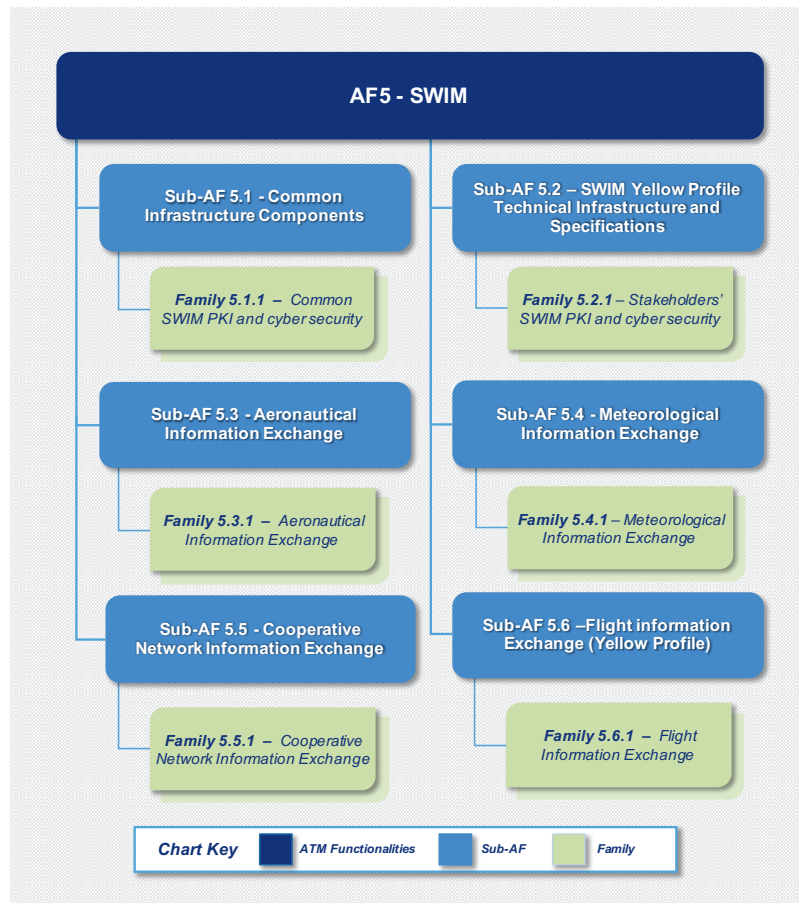 AF5 - SWIM
Sub-AF 5.1 - Common
Infrastructure Components
Sub-AF 5.2 – SWIM Yellow Profile
Technical Infrastructure and
Specifications
Family 5.1.1 – Common
SWIM PKI and cyber security
Family 5.2.1 – Stakeholders'
SWIM PKI and cyber security
Sub-AF 5.3 - Aeronautical
Information Exchange
Sub-AF 5.4 - Meteorological
Information Exchange
Family 5.3.1 – Aeronautical
Information Exchange
Family 5.4.1 – Meteorological
Information Exchange
Sub-AF 5.5 - Cooperative
Network Information Exchange
Sub-AF 5.6 –Flight information
Exchange (Yellow Profile)
Family 5.5.1 – Cooperative
Network Information Exchange
Family 5.6.1 – Flight
Information Exchange
Chart Key ATM Functionalities Sub-AF Family